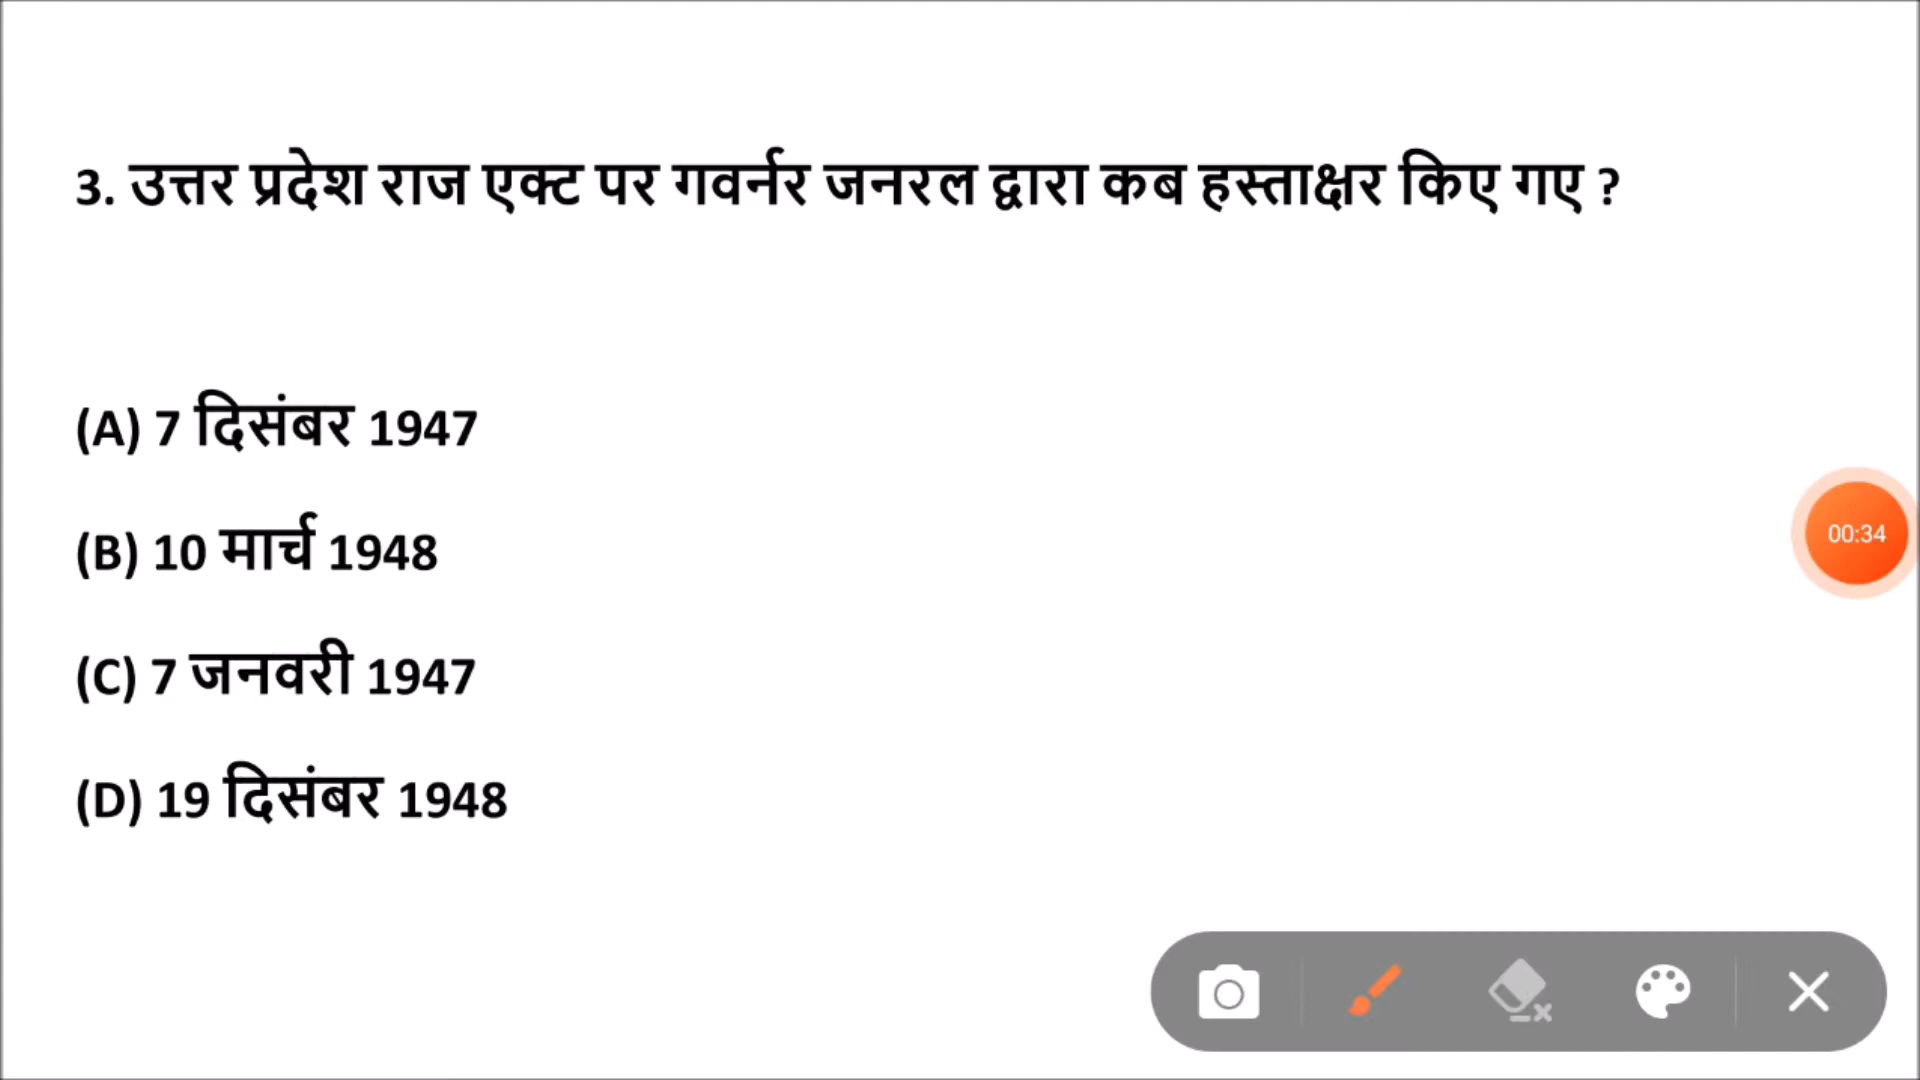 3. उत्तर प्रदेश राज एक्ट पर गवर्नर जनरल द्वारा कब हस्ताक्षर किए गए ?
(A) 7 दिसंबर 1947
(B) 10 मार्च 1948
(C) 7 जनवरी 1947
(D) 19 दिसंबर 1948
00:34